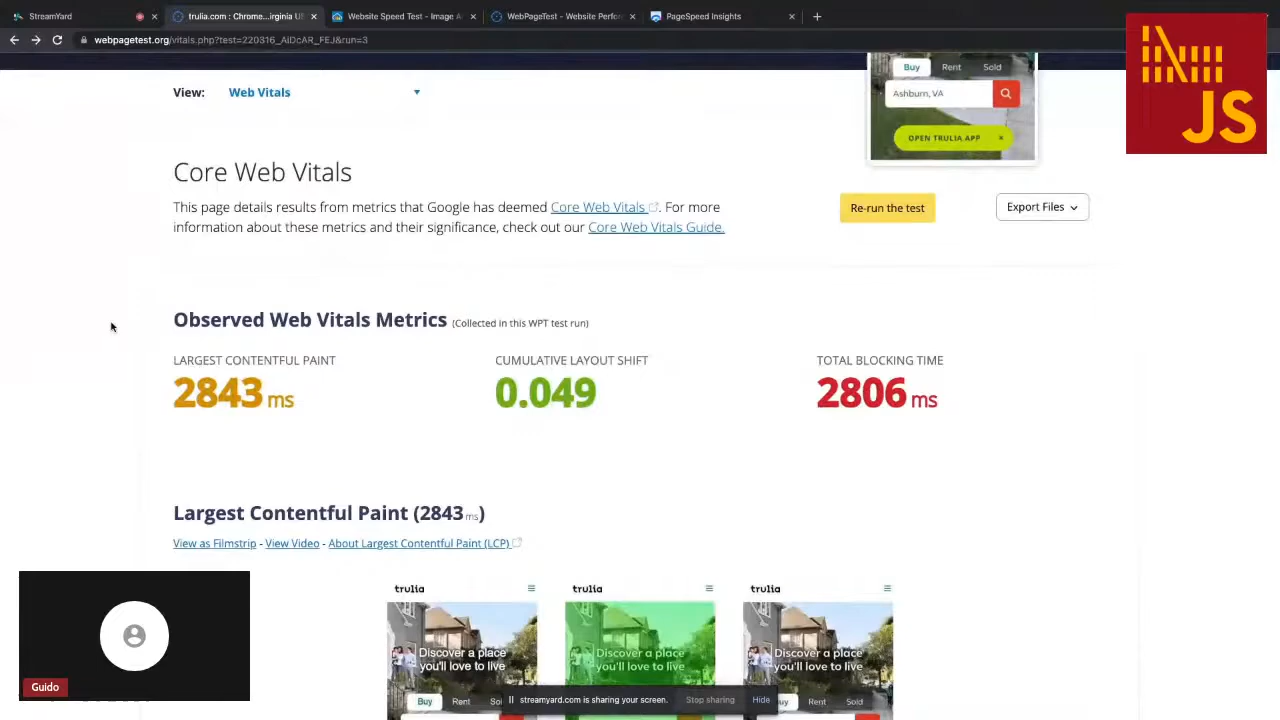 StreamYard
trulia.com : Chrome...irginia US
Website Speed Test - Image A
WebPageTest - Website Perfor
PageSpeed Insights
webpagetest.org/vitals.php?test=220316_AiDcAR_FEJ&run=3
JS
View: Web Vitals
Buy Rent Sold
Ashburn, VA
OPEN TRULIA APP ×
Core Web Vitals
This page details results from metrics that Google has deemed Core Web Vitals . For more
information about these metrics and their significance, check out our Core Web Vitals Guide.
Re-run the test
Export Files
Observed Web Vitals Metrics (Collected in this WPT test run)
LARGEST CONTENTFUL PAINT
2843 ms
CUMULATIVE LAYOUT SHIFT
0.049
TOTAL BLOCKING TIME
2806 ms
Largest Contentful Paint (2843 ms)
View as Filmstrip - View Video - About Largest Contentful Paint (LCP)
trulia
Discover a place
you'll love to live
Buy Rent
trulia
Discover a place
you'll love to live
trulia
Discover a place
you'll love to live
Rent Sold
streamyard.com is sharing your screen. Stop sharing Hide
Guido